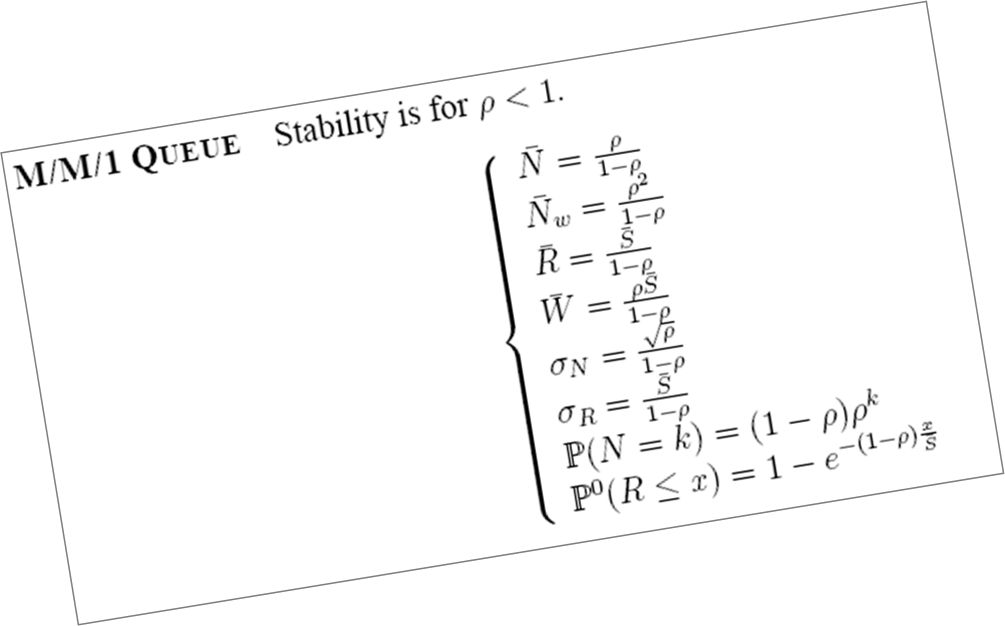 M/M/1 QUEUE Stability is for ρ < 1.
N̄ = ρ/(1−ρ)
N̄_w = ρ²/(1−ρ)
R̄ = S̄/(1−ρ)
W̄ = ρS̄/(1−ρ)
σ_N = √ρ/(1−ρ)
σ_R = S̄/(1−ρ)
ℙ(N = k) = (1 − ρ)ρ^k
ℙ⁰(R ≤ x) = 1 − e^{−(1−ρ)x/S̄}